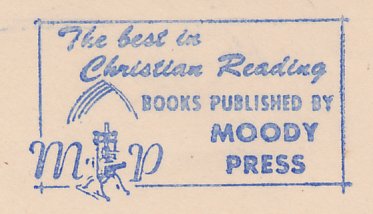 The best in
Christian Reading
BOOKS PUBLISHED BY
MOODY
PRESS
M P